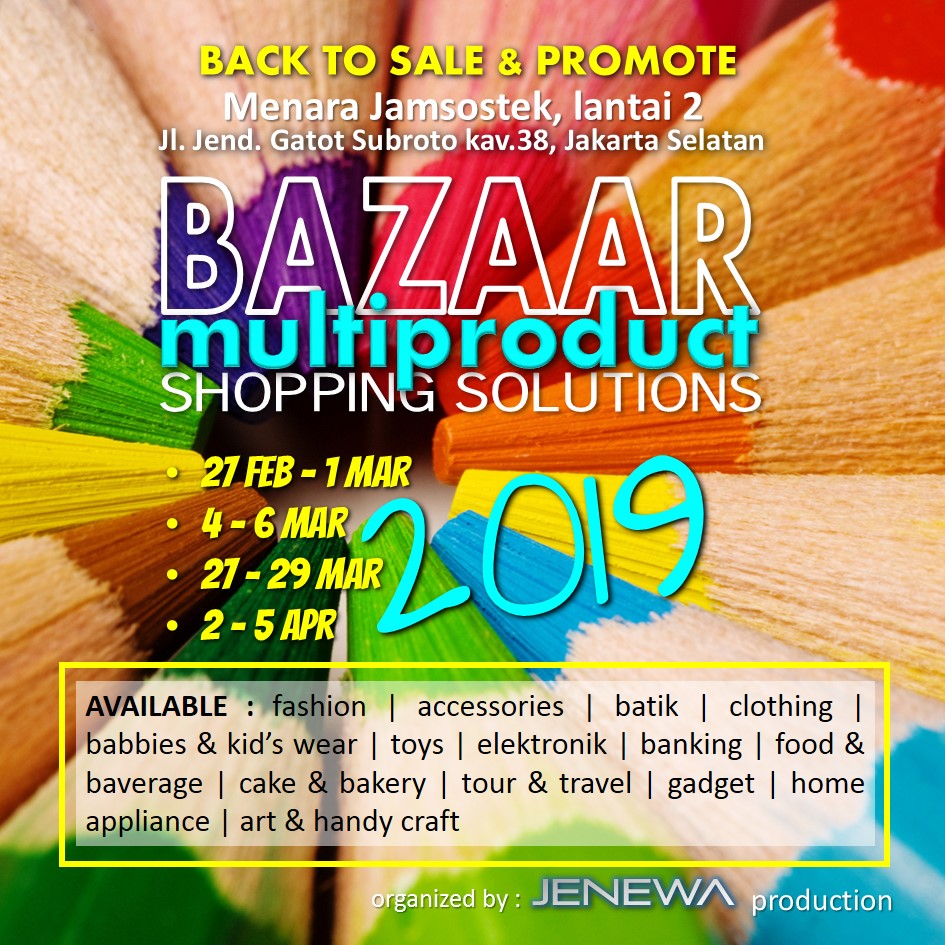 BACK TO SALE & PROMOTE
Menara Jamsostek, lantai 2
Jl. Jend. Gatot Subroto kav.38, Jakarta Selatan
BAZAAR
multiproduct
SHOPPING SOLUTIONS
• 27 FEB - 1 MAR
• 4 - 6 MAR
• 27 - 29 MAR
• 2 - 5 APR
2019
AVAILABLE : fashion | accessories | batik | clothing |
babbies & kid's wear | toys | elektronik | banking | food &
baverage | cake & bakery | tour & travel | gadget | home
appliance | art & handy craft
organized by : JENEWA production